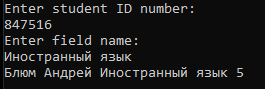 Enter student ID number:
847516
Enter field name:
Иностранный язык
Блюм Андрей Иностранный язык 5